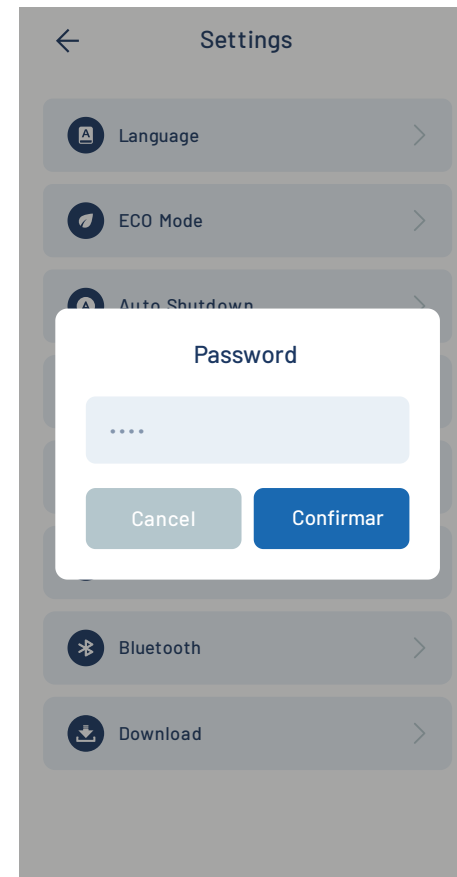 Settings
Language
ECO Mode
Auto Shutdown
Password
••••
Cancel
Confirmar
Bluetooth
Download